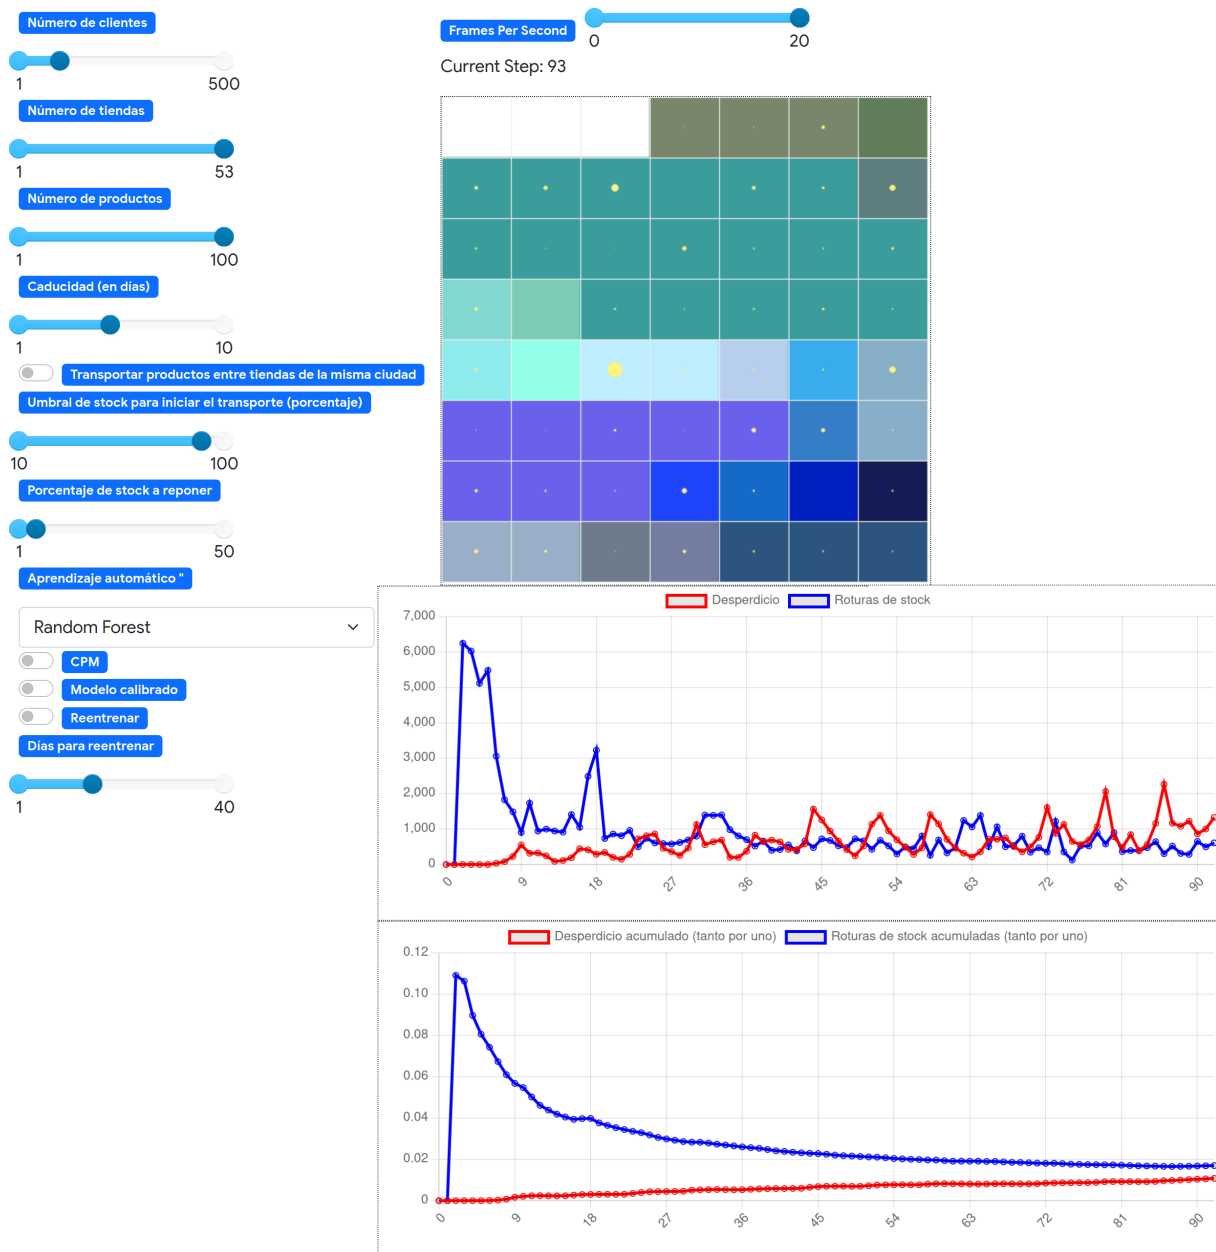 Número de clientes
1 500
Número de tiendas
1 53
Número de productos
1 100
Caducidad (en días)
1 10
Transportar productos entre tiendas de la misma ciudad
Umbral de stock para iniciar el transporte (porcentaje)
10 100
Porcentaje de stock a reponer
1 50
Aprendizaje automático "
Random Forest
CPM
Modelo calibrado
Reentrenar
Días para reentrenar
1 40
Frames Per Second
0 20
Current Step: 93
Desperdicio Roturas de stock
7,000
6,000
5,000
4,000
3,000
2,000
1,000
0
0 9 18 27 36 45 54 63 72 81 90
Desperdicio acumulado (tanto por uno) Roturas de stock acumuladas (tanto por uno)
0.12
0.10
0.08
0.06
0.04
0.02
0
0 9 18 27 36 45 54 63 72 81 90